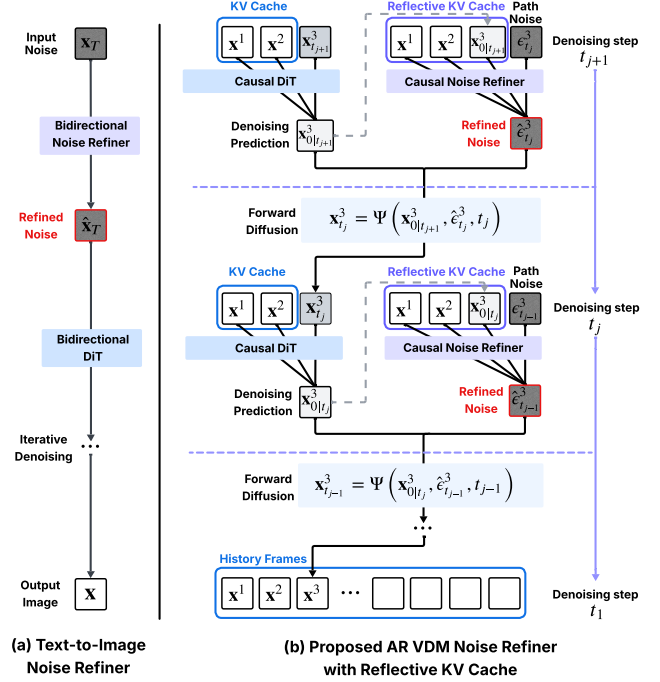 Input
Noise
x_T
Bidirectional
Noise Refiner
Refined
Noise
x̂_T
Bidirectional
DiT
Iterative
Denoising
...
Output
Image
x
(a) Text-to-Image
Noise Refiner
KV Cache
Reflective KV Cache
Path
Noise
x^1 x^2 x^3_{t_{j+1}}
x^1 x^2 x^3_{0|t_{j+1}} ϵ^3_{t_j}
Denoising step
t_{j+1}
Causal DiT
Causal Noise Refiner
Denoising
Prediction
x^3_{0|t_{j+1}}
Refined
Noise
ϵ̂^3_{t_j}
Forward
Diffusion
x^3_{t_j} = Ψ ( x^3_{0|t_{j+1}}, ϵ̂^3_{t_j}, t_j )
KV Cache
Reflective KV Cache
Path
Noise
x^1 x^2 x^3_{t_j}
x^1 x^2 x^3_{0|t_j} ϵ^3_{t_{j-1}}
Denoising step
t_j
Causal DiT
Causal Noise Refiner
Denoising
Prediction
x^3_{0|t_j}
Refined
Noise
ϵ̂^3_{t_{j-1}}
Forward
Diffusion
x^3_{t_{j-1}} = Ψ ( x^3_{0|t_j}, ϵ̂^3_{t_{j-1}}, t_{j-1} )
...
History Frames
x^1 x^2 x^3 ...
Denoising step
t_1
(b) Proposed AR VDM Noise Refiner
with Reflective KV Cache